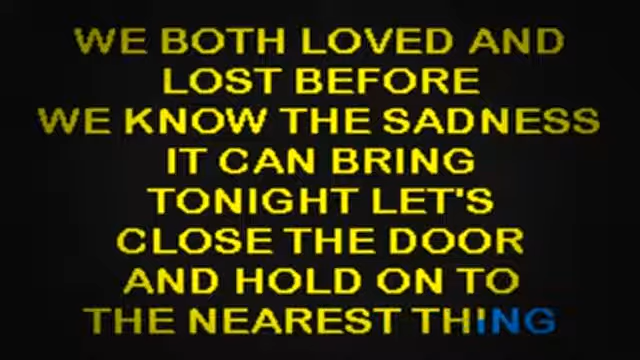 WE BOTH LOVED AND
LOST BEFORE
WE KNOW THE SADNESS
IT CAN BRING
TONIGHT LET'S
CLOSE THE DOOR
AND HOLD ON TO
THE NEAREST THING